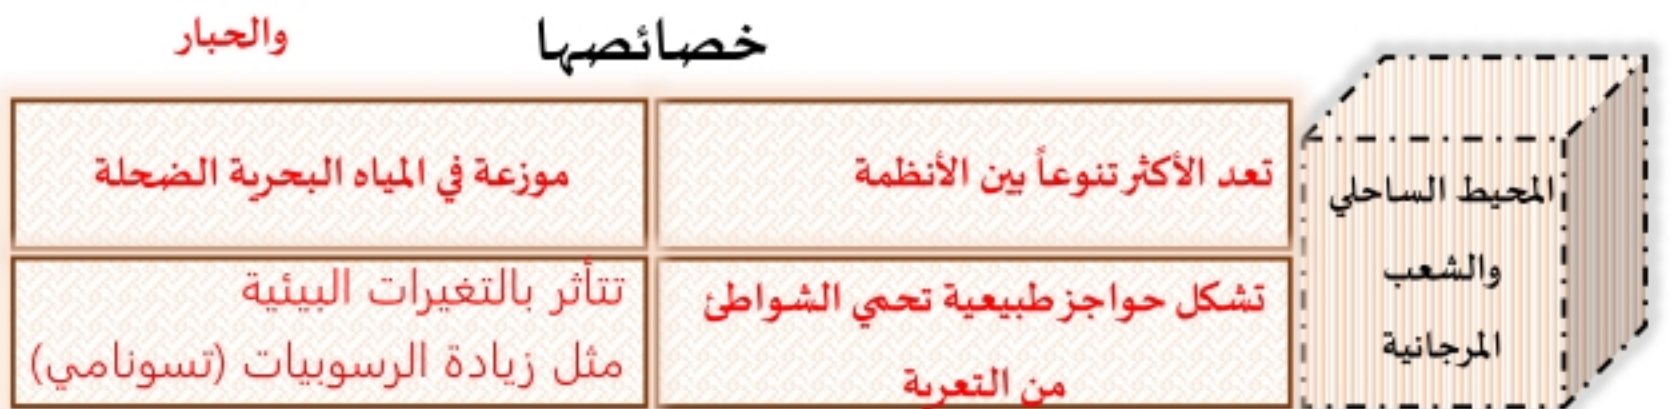 خصائصها
والحبار
المحيط الساحلي
والشعب
المرجانية
تعد الأكثر تنوعاً بين الأنظمة
موزعة في المياه البحرية الضحلة
تشكل حواجز طبيعية تحمي الشواطئ
من التعرية
تتأثر بالتغيرات البيئية
مثل زيادة الرسوبيات (تسونامي)